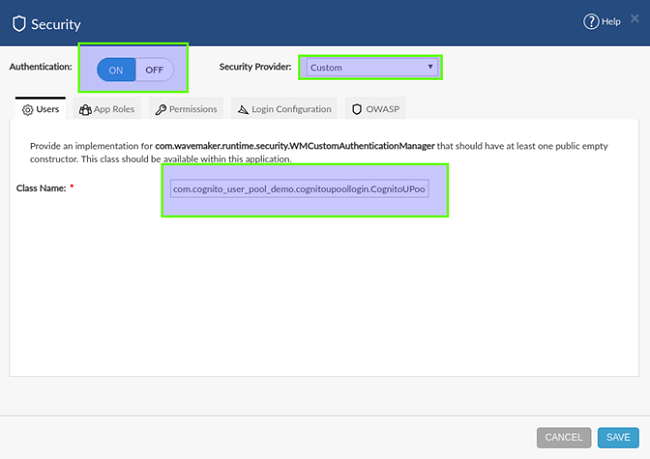 Security
Help
Authentication: ON OFF Security Provider: Custom
Users App Roles Permissions Login Configuration OWASP
Provide an implementation for com.wavemaker.runtime.security.WMCustomAuthenticationManager that should have at least one public empty
constructor. This class should be available within this application.
Class Name: * com.cognito_user_pool_demo.cognitoupoollogin.CognitoUPoo
CANCEL SAVE